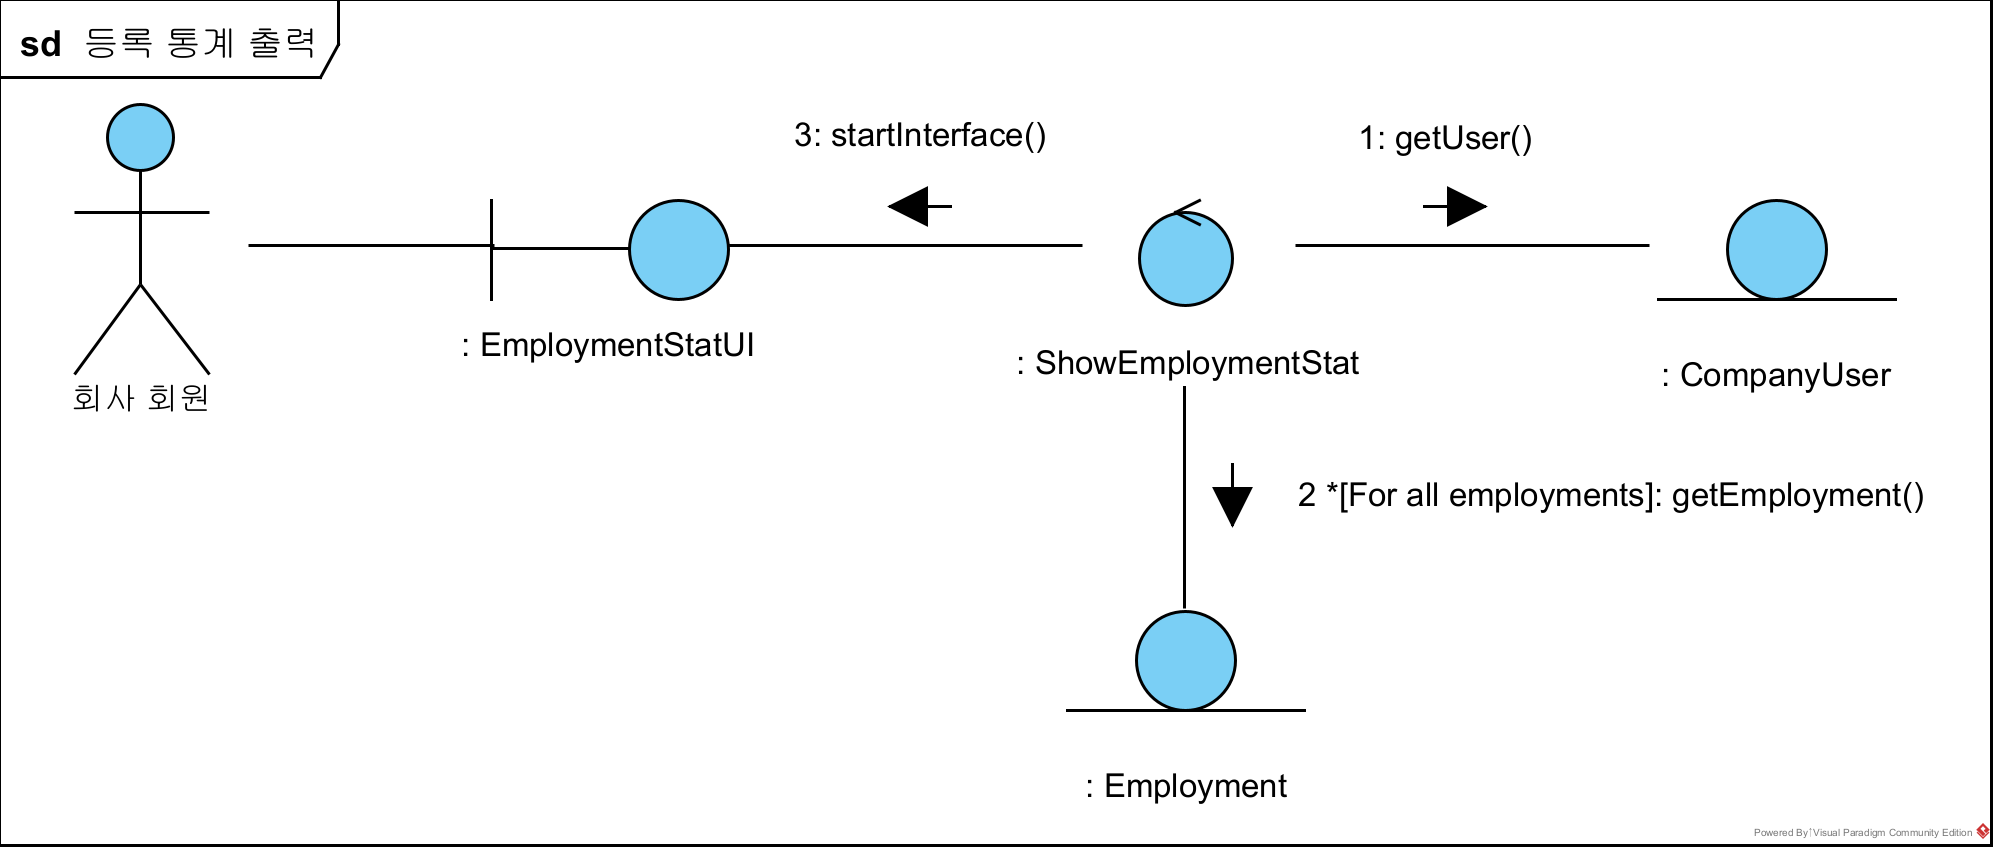 sd 등록 통계 출력
3: startInterface()
1: getUser()
: EmploymentStatUI
: ShowEmploymentStat
: CompanyUser
회사 회원
2 *[For all employments]: getEmployment()
: Employment
Powered By Visual Paradigm Community Edition